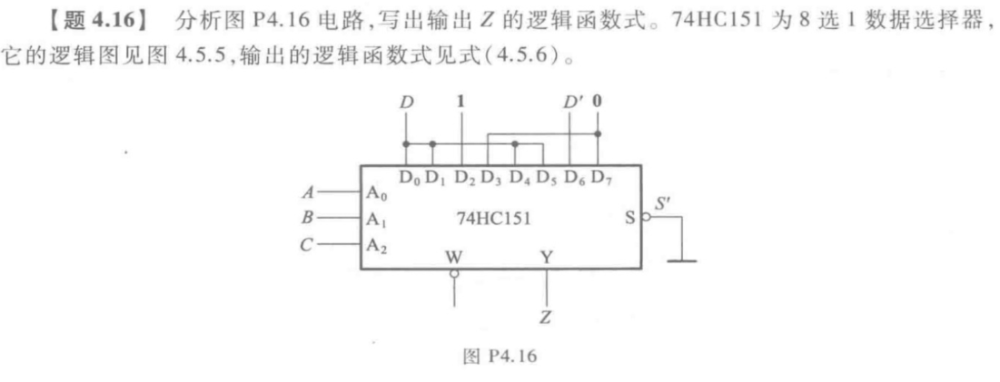 【题 4.16】 分析图 P4.16 电路,写出输出 Z 的逻辑函数式。74HC151 为 8 选 1 数据选择器,
它的逻辑图见图 4.5.5,输出的逻辑函数式见式(4.5.6)。
D 1 D' 0
D₀ D₁ D₂ D₃ D₄ D₅ D₆ D₇
A A₀
S'
B A₁ 74HC151 S
C A₂
W Y
Z
图 P4.16